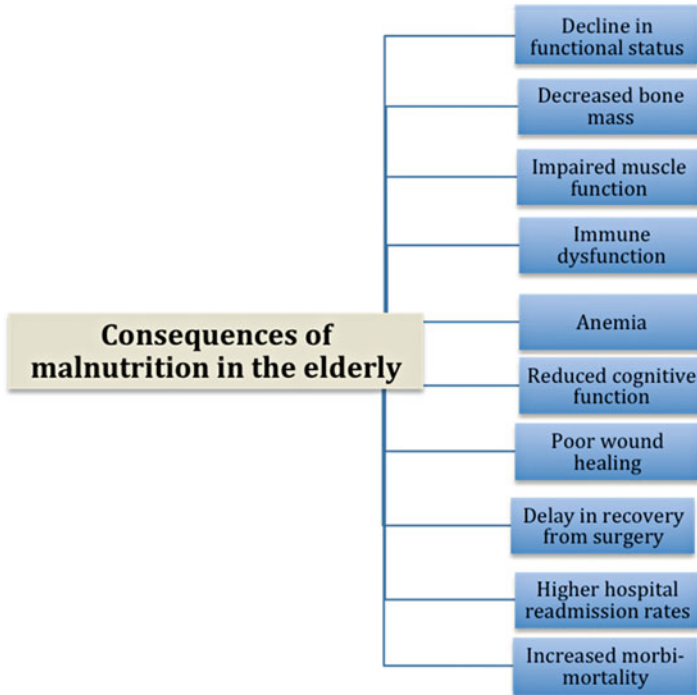 Consequences of
malnutrition in the elderly
Decline in
functional status
Decreased bone
mass
Impaired muscle
function
Immune
dysfunction
Anemia
Reduced cognitive
function
Poor wound
healing
Delay in recovery
from surgery
Higher hospital
readmission rates
Increased morbi-
mortality